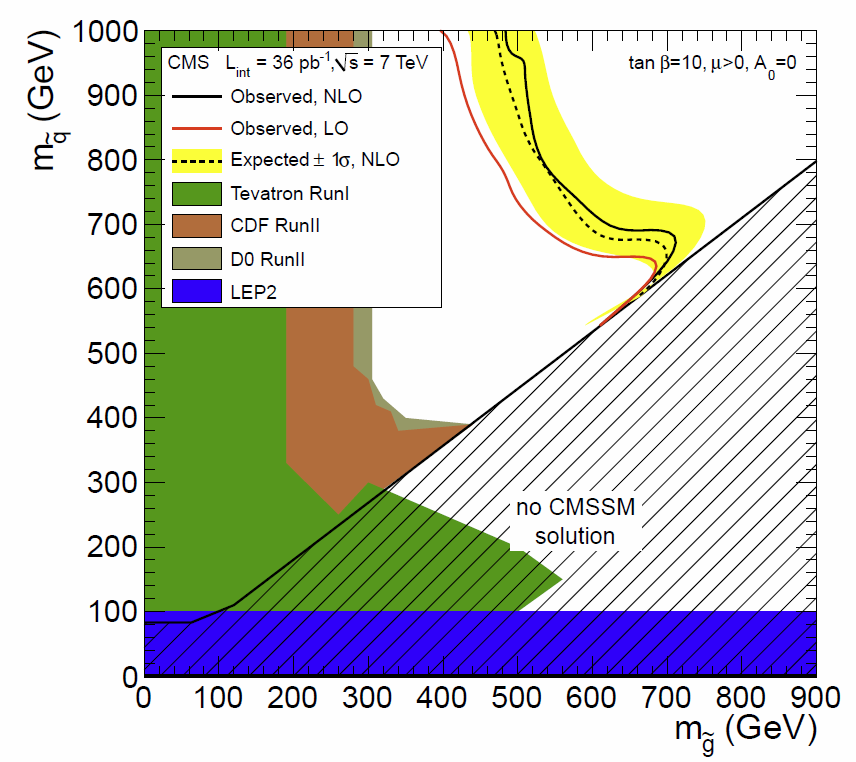 1000
900
800
700
600
500
400
300
200
100
0
m_q̃ (GeV)
CMS L_int = 36 pb⁻¹, √s = 7 TeV
Observed, NLO
Observed, LO
Expected ± 1σ, NLO
Tevatron RunI
CDF RunII
D0 RunII
LEP2
tan β=10, μ>0, A₀=0
no CMSSM
solution
0 100 200 300 400 500 600 700 800 900
m_g̃ (GeV)